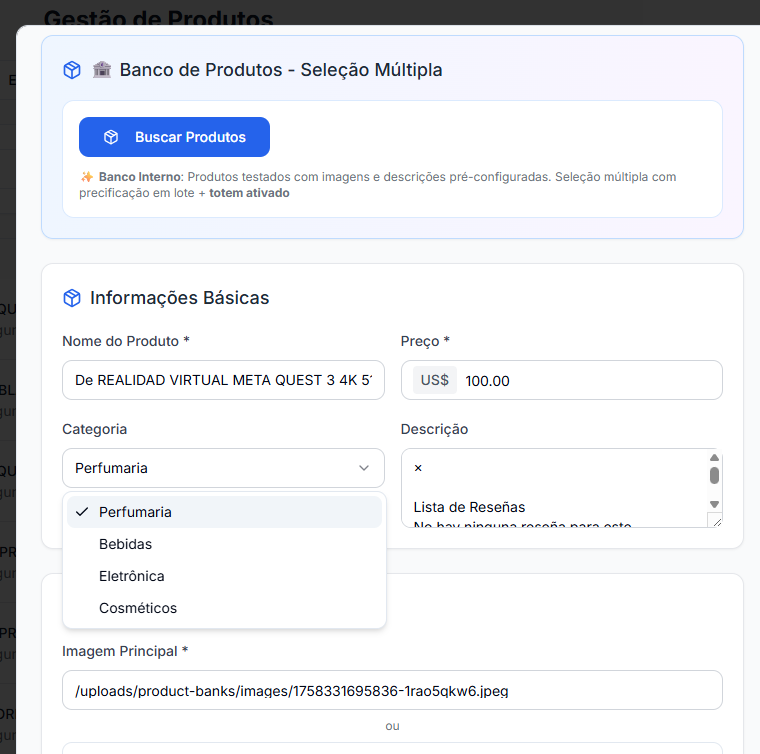 Gestão de Produtos
Banco de Produtos - Seleção Múltipla
Buscar Produtos
✨ Banco Interno: Produtos testados com imagens e descrições pré-configuradas. Seleção múltipla com
precificação em lote + totem ativado
Informações Básicas
Nome do Produto *
Preço *
De REALIDAD VIRTUAL META QUEST 3 4K
US$ 100.00
Categoria
Descrição
Perfumaria
×
Lista de Reseñas
No hay ninguna reseña para esto
Perfumaria
Bebidas
Eletrônica
Cosméticos
Imagem Principal *
/uploads/product-banks/images/1758331695836-1rao5qkw6.jpeg
ou